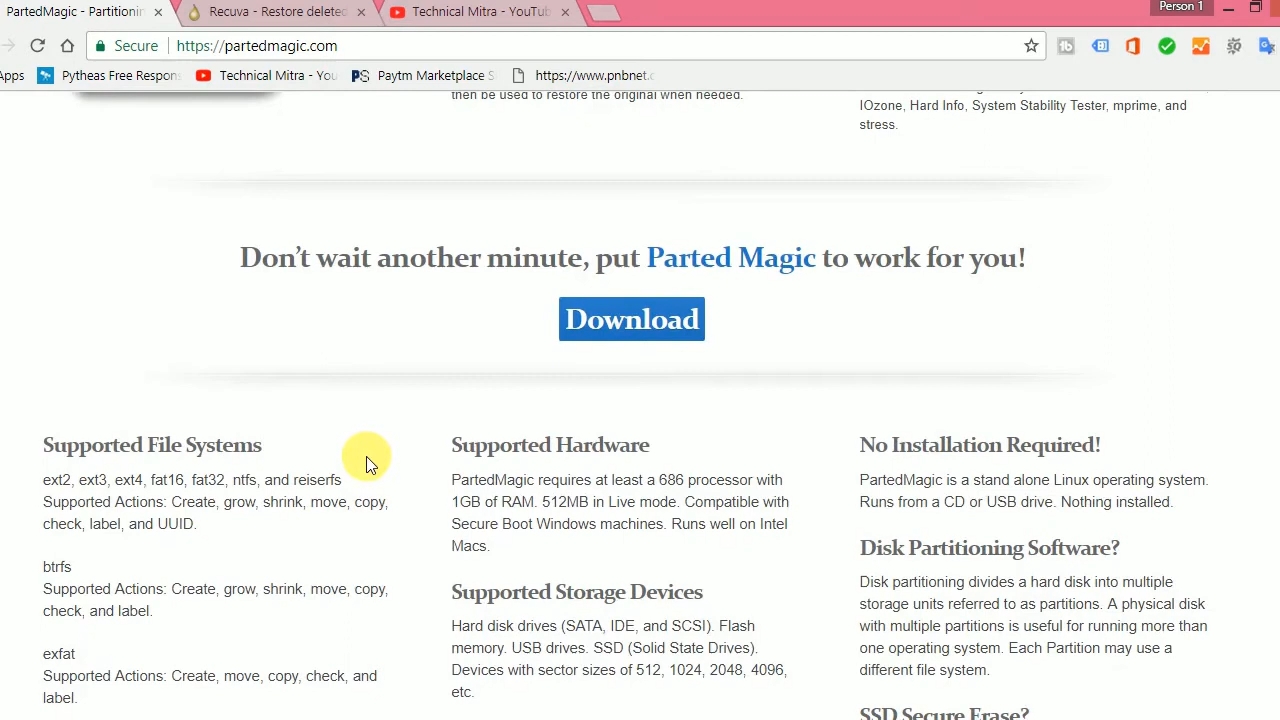 PartedMagic - Partitionin
Recuva - Restore deleted
Technical Mitra - YouTub
Person 1
Secure
https://partedmagic.com
Apps
Pytheas Free Respon
Technical Mitra - You
Paytm Marketplace S
https://www.pnbnet.c
then be used to restore the original when needed.
IOzone, Hard Info, System Stability Tester, mprime, and
stress.
Don’t wait another minute, put Parted Magic to work for you!
Download
Supported File Systems
ext2, ext3, ext4, fat16, fat32, ntfs, and reiserfs
Supported Actions: Create, grow, shrink, move, copy,
check, label, and UUID.
btrfs
Supported Actions: Create, grow, shrink, move, copy,
check, and label.
exfat
Supported Actions: Create, move, copy, check, and
label.
Supported Hardware
PartedMagic requires at least a 686 processor with
1GB of RAM. 512MB in Live mode. Compatible with
Secure Boot Windows machines. Runs well on Intel
Macs.
Supported Storage Devices
Hard disk drives (SATA, IDE, and SCSI). Flash
memory. USB drives. SSD (Solid State Drives).
Devices with sector sizes of 512, 1024, 2048, 4096,
etc.
No Installation Required!
PartedMagic is a stand alone Linux operating system.
Runs from a CD or USB drive. Nothing installed.
Disk Partitioning Software?
Disk partitioning divides a hard disk into multiple
storage units referred to as partitions. A physical disk
with multiple partitions is useful for running more than
one operating system. Each Partition may use a
different file system.
SSD Secure Erase?